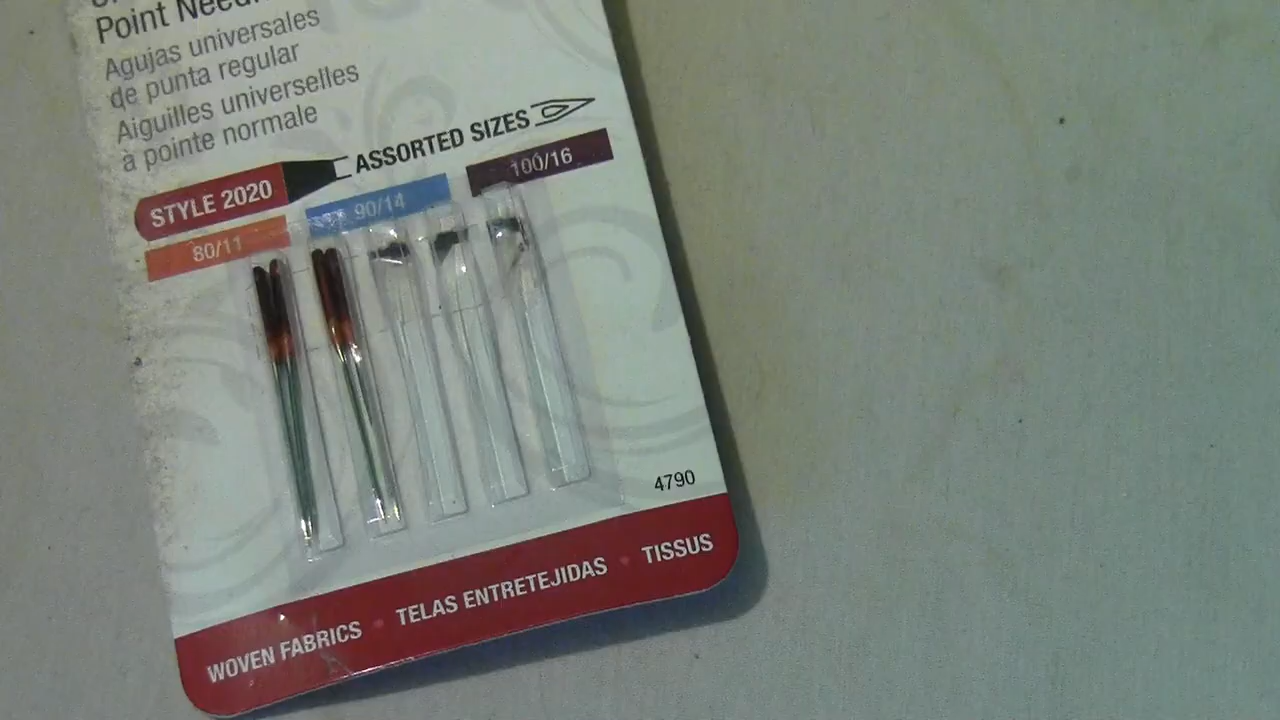 Point
Agujas universales
de punta regular
Aiguilles universelles
à pointe normale
STYLE 2020
ASSORTED SIZES
80/11
90/14
100/16
4790
WOVEN FABRICS • TELAS ENTRETEJIDAS • TISSUS